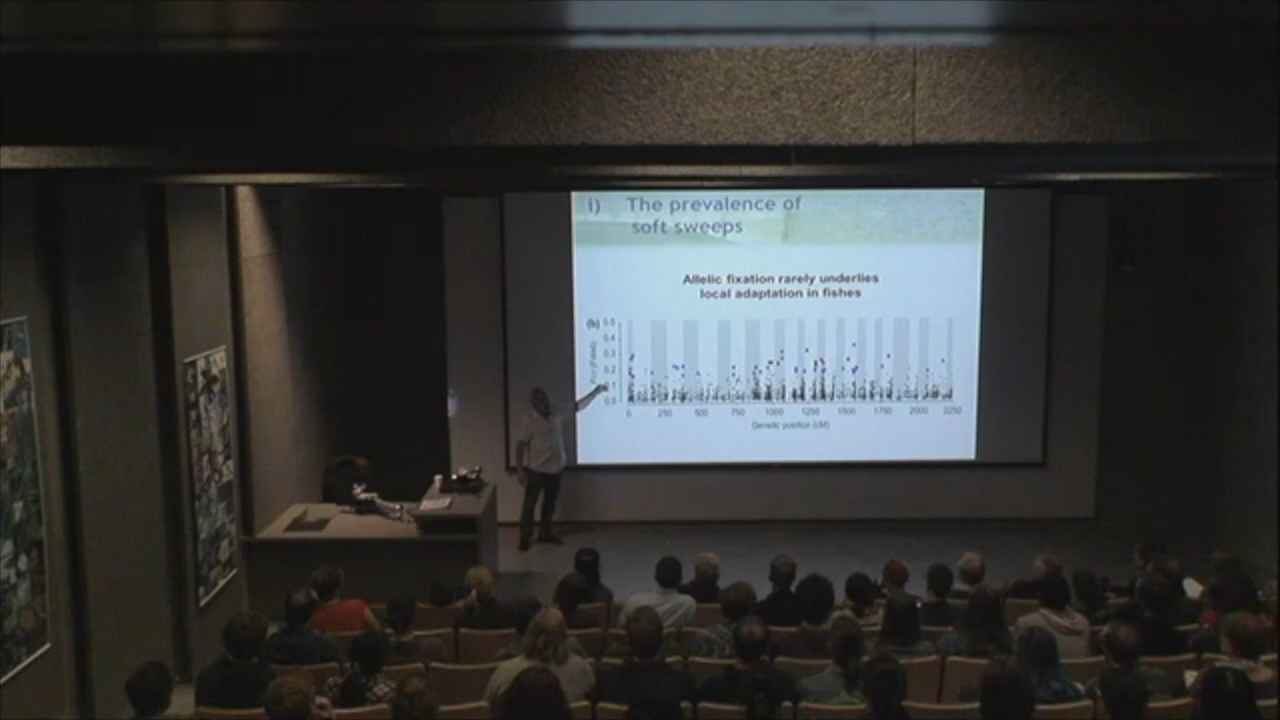 i) The prevalence of
soft sweeps
Allelic fixation rarely underlies
local adaptation in fishes
(b)
0.5
0.4
0.3
0.2
0.1
0.0
0 250 500 750 1000 1250 1500 1750 2000 2250
Genetic position (cM)